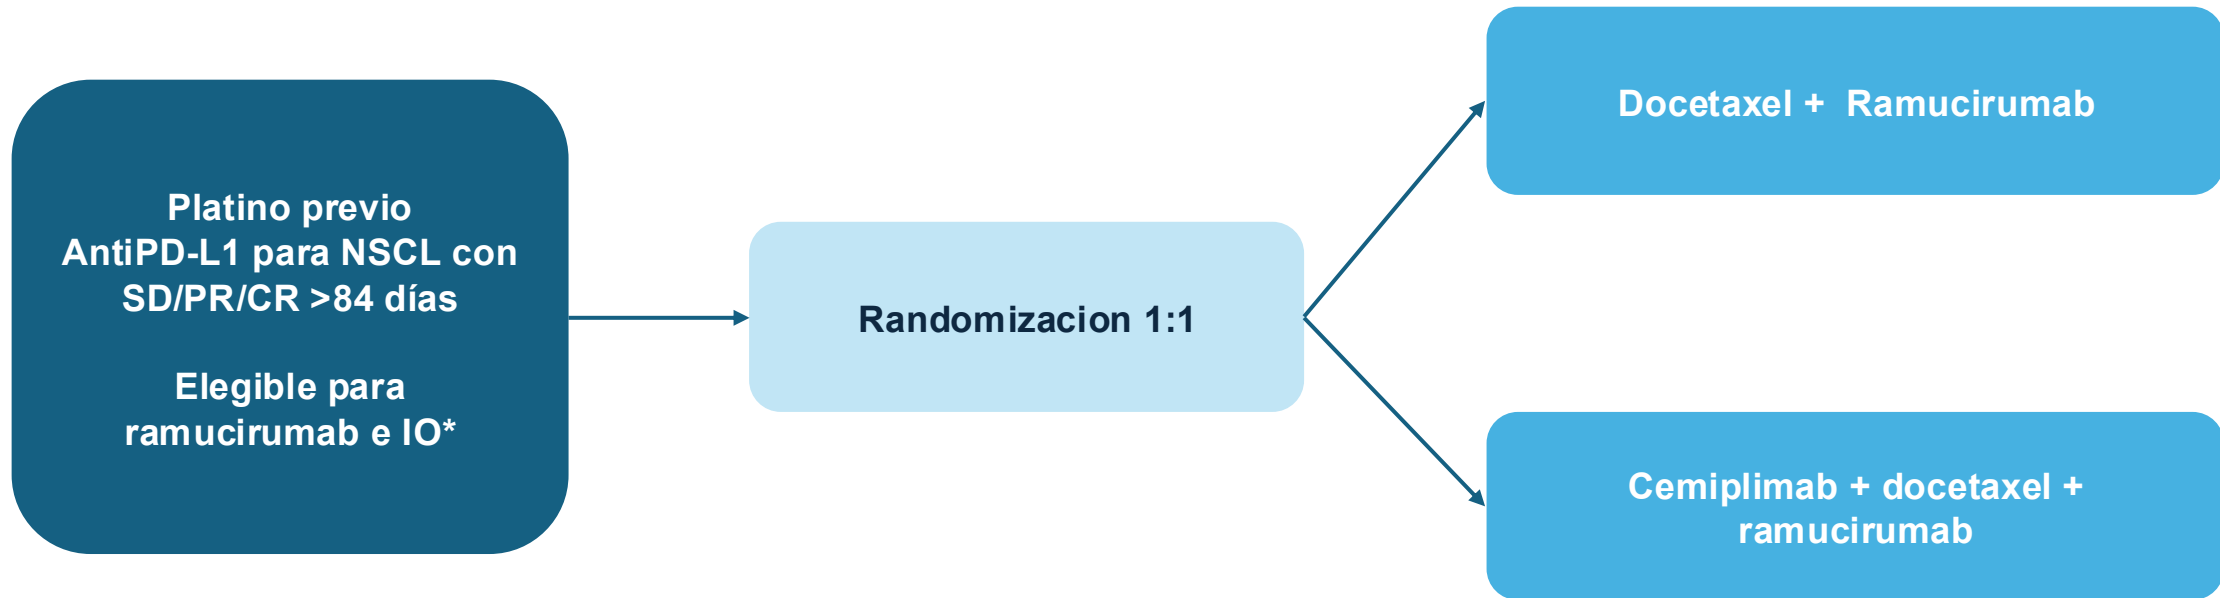 Platino previo
AntiPD-L1 para NSCL con
SD/PR/CR >84 días
Elegible para
ramucirumab e IO*
Randomizacion 1:1
Docetaxel + Ramucirumab
Cemiplimab + docetaxel +
ramucirumab